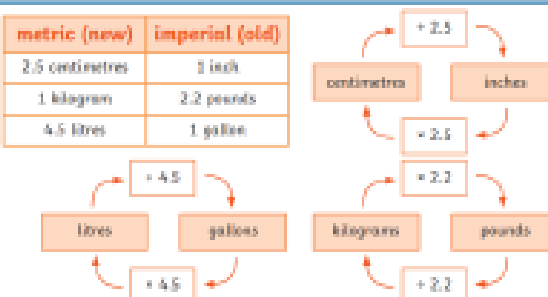 metric (new) imperial (old)
2.5 centimetres 1 inch
1 kilogram 2.2 pounds
4.5 litres 1 gallon
÷ 2.5
centimetres inches
× 2.5
÷ 4.5
litres gallons
× 4.5
× 2.2
kilograms pounds
÷ 2.2